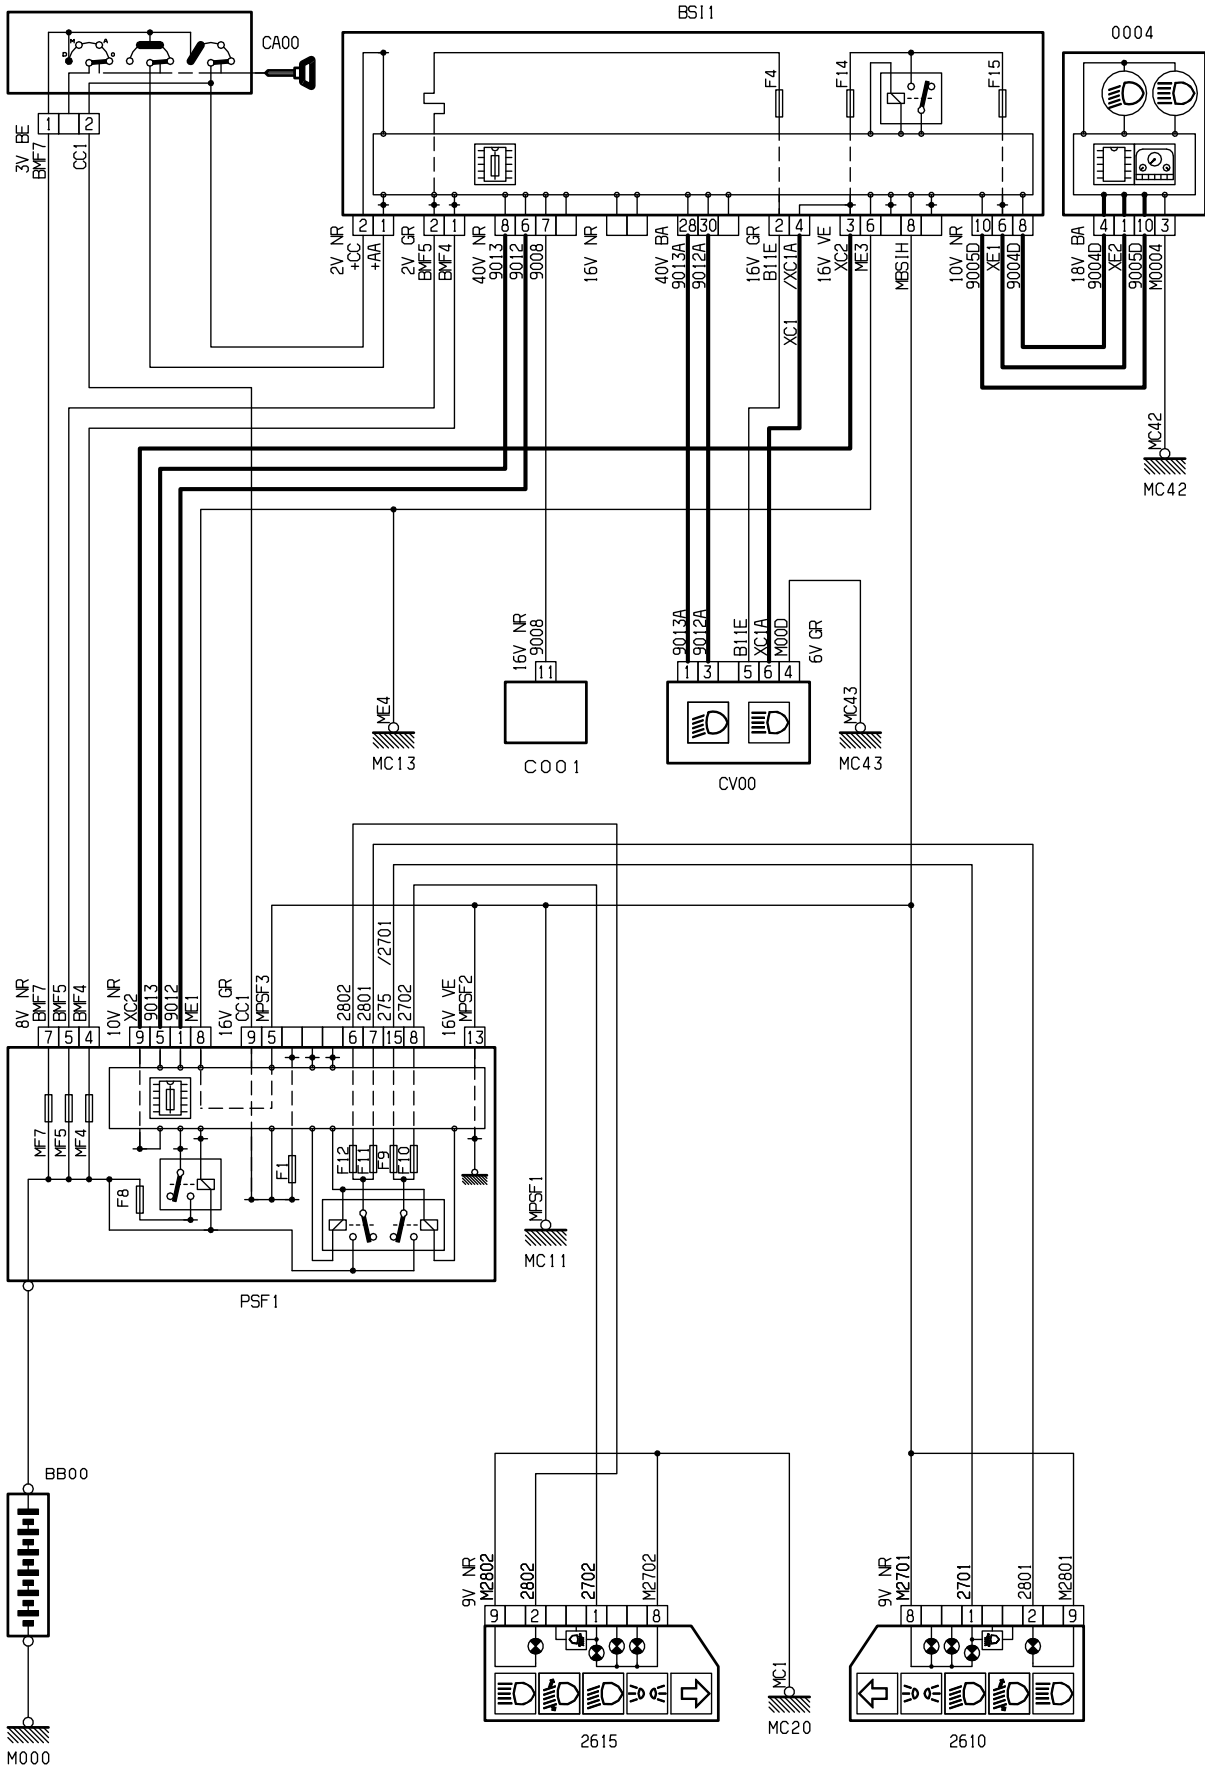 BSI1
0004
CA00
M A
D 0
1 2
3V BE
BMF7
CC1
F4
F14
F15
2 1 2 1 8 6 7 28 30 2 4 3 6 8 10 6 8 4 1 10 3
2V NR
+CC
+AA
2V GR
BMF5
BMF4
40V NR
9013
9012
9008
16V NR
40V BA
9013A
9012A
16V GR
B11E
/XC1A
XC1
16V VE
XC2
ME3
MBSIH
10V NR
9005D
XE1
9004D
18V BA
9004D
XE2
9005D
M0004
MC42
MC42
16V NR
9008
11
C001
9013A
9012A
B11E
XC1A
M00D
6V GR
1 3 5 6 4
CV00
MC43
MC43
ME4
MC13
8V NR
BMF7
BMF5
BMF4
10V NR
XC2
9013
9012
ME1
16V GR
CC1
MPSF3
2802
2801
275
/2701
2702
16V VE
MPSF2
7 5 4 9 5 1 8 9 5 6 7 15 8 13
MF7
MF5
MF4
F8
F1
F12
F11
F9
F10
PSF1
MPSF1
MC11
BB00
M000
9V NR
M2802
2802
2702
M2702
9 2 1 8
2615
MC1
MC20
9V NR
M2701
2701
2801
M2801
8 1 2 9
2610